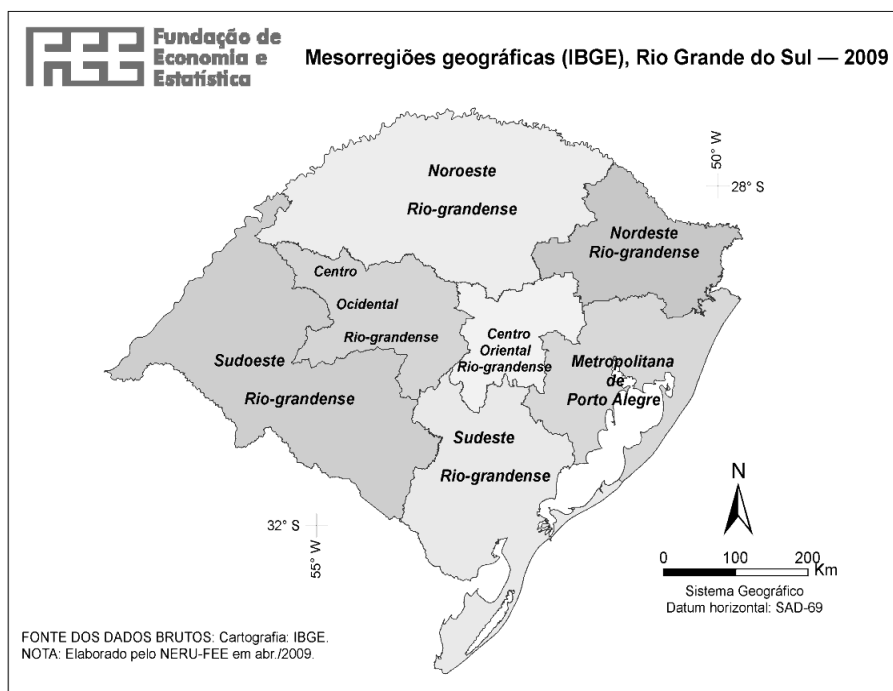 FEE
Fundação de
Economia e
Estatística
Mesorregiões geográficas (IBGE), Rio Grande do Sul — 2009
50° W
28° S
Noroeste
Rio-grandense
Nordeste
Rio-grandense
Centro
Ocidental
Rio-grandense
Centro
Oriental
Rio-grandense
Sudoeste
Rio-grandense
Metropolitana
de
Porto Alegre
Sudeste
Rio-grandense
N
32° S
55° W
0 100 200
Km
Sistema Geográfico
Datum horizontal: SAD-69
FONTE DOS DADOS BRUTOS: Cartografia: IBGE.
NOTA: Elaborado pelo NERU-FEE em abr./2009.